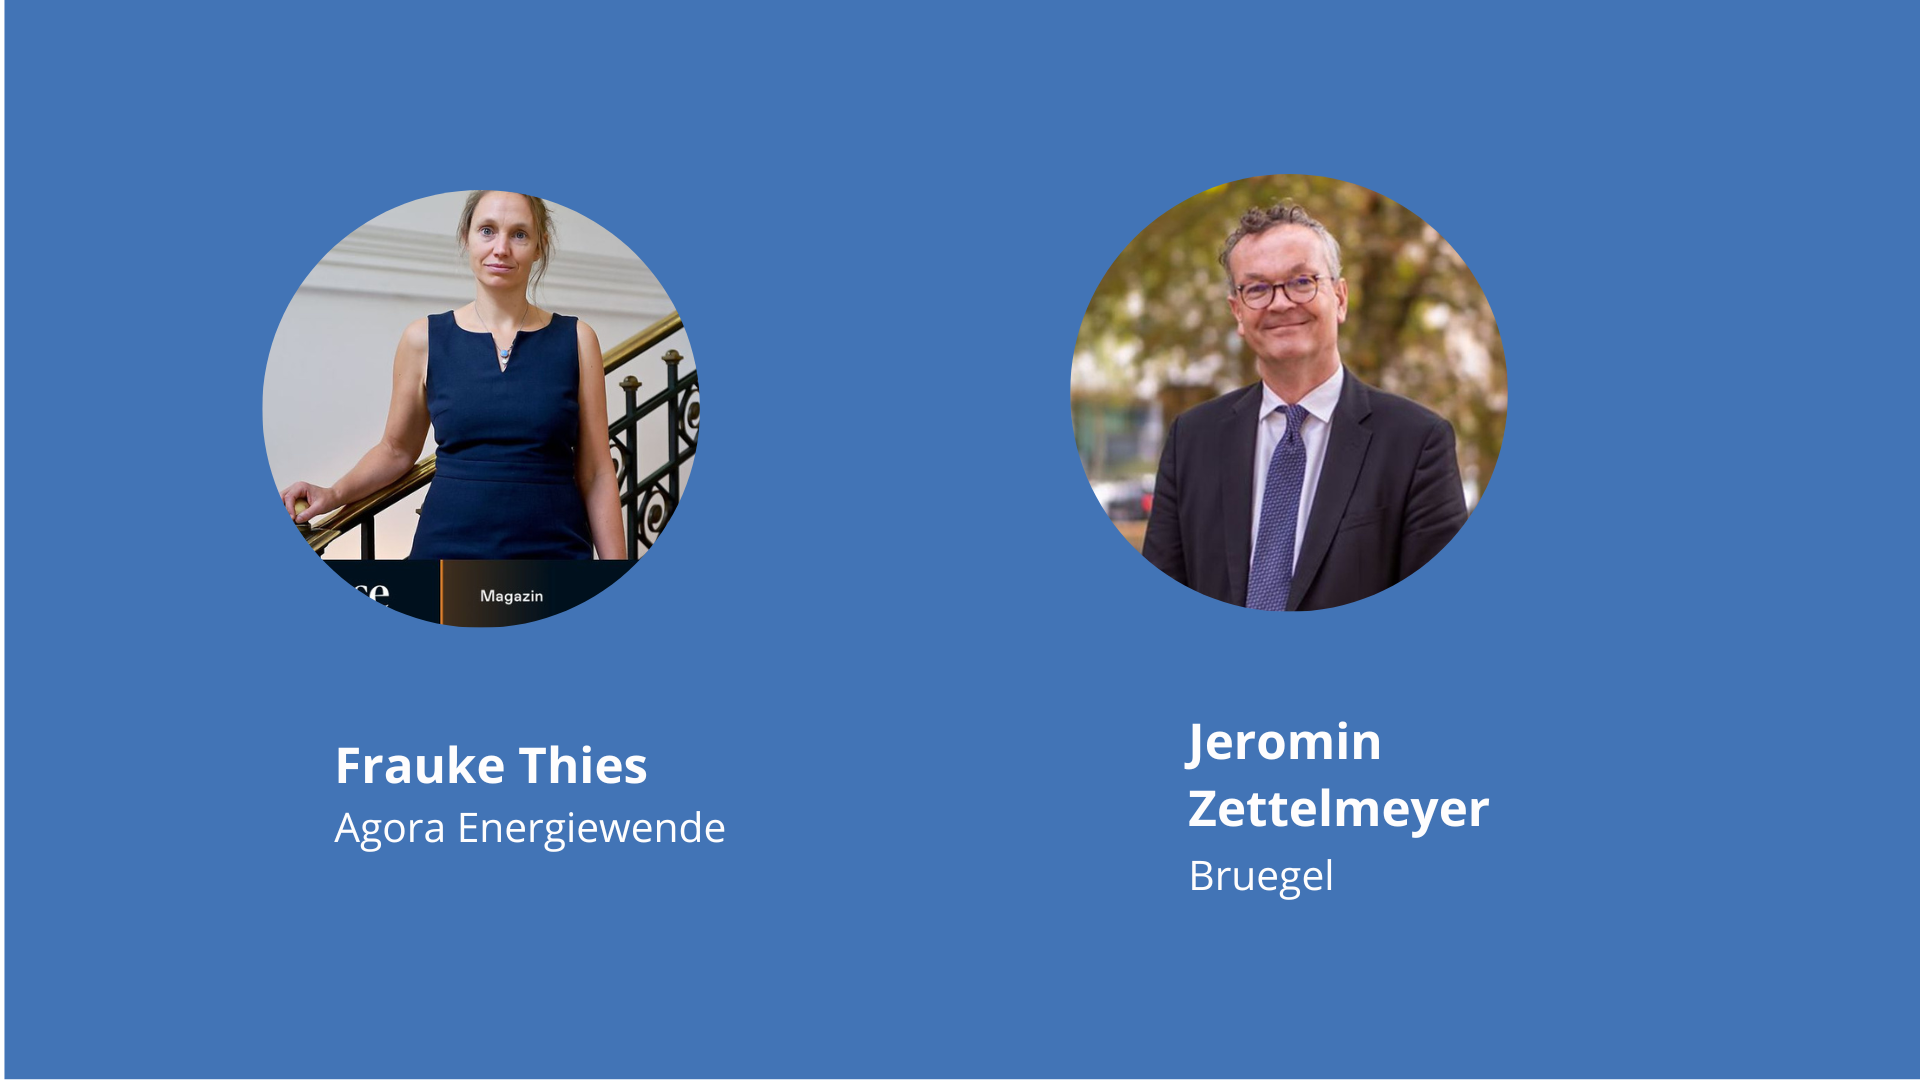 Magazin
Frauke Thies
Agora Energiewende
Jeromin
Zettelmeyer
Bruegel